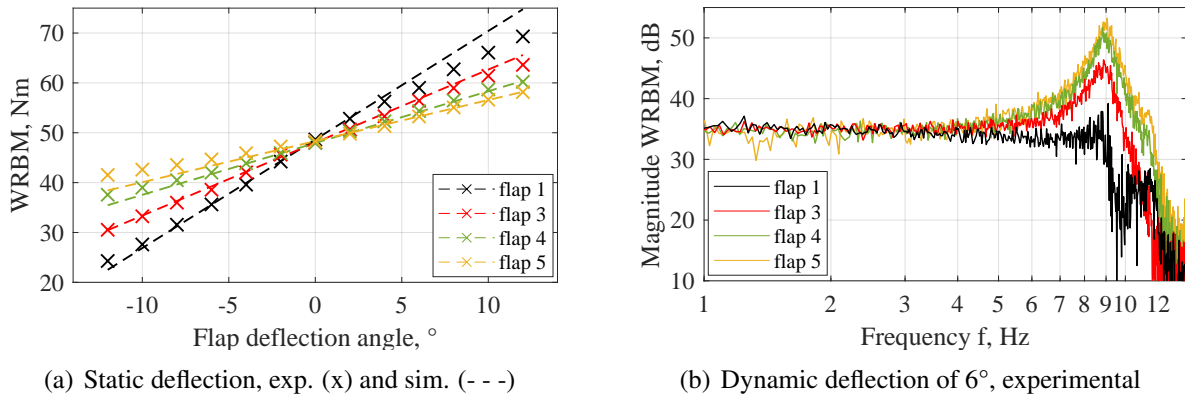 WRBM, Nm
70
60
50
40
30
20
-10
-5
0
5
10
Flap deflection angle, °
flap 1
flap 3
flap 4
flap 5
(a) Static deflection, exp. (x) and sim. (- - -)
Magnitude WRBM, dB
50
40
30
20
10
1
2
3
4
5
6
7
8
9
10
12
Frequency f, Hz
flap 1
flap 3
flap 4
flap 5
(b) Dynamic deflection of 6°, experimental